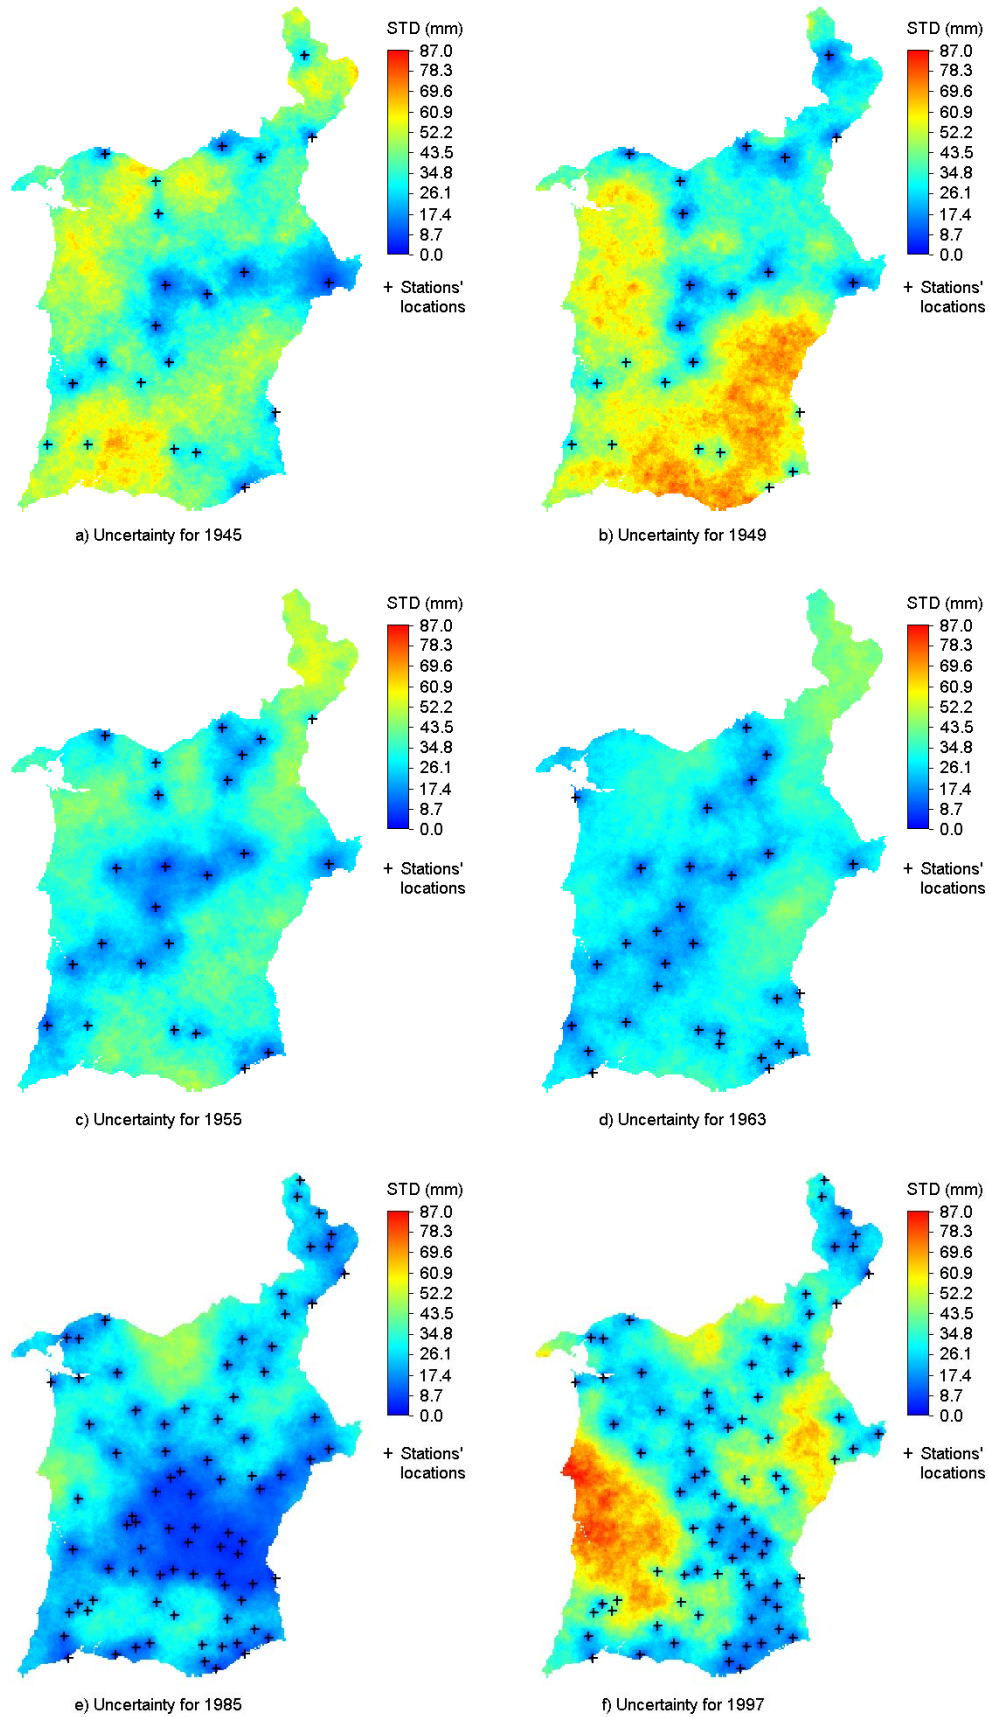 STD (mm)
87.0
78.3
69.6
60.9
52.2
43.5
34.8
26.1
17.4
8.7
0.0
+ Stations'
locations
a) Uncertainty for 1945
STD (mm)
87.0
78.3
69.6
60.9
52.2
43.5
34.8
26.1
17.4
8.7
0.0
+ Stations'
locations
b) Uncertainty for 1949
STD (mm)
87.0
78.3
69.6
60.9
52.2
43.5
34.8
26.1
17.4
8.7
0.0
+ Stations'
locations
c) Uncertainty for 1955
STD (mm)
87.0
78.3
69.6
60.9
52.2
43.5
34.8
26.1
17.4
8.7
0.0
+ Stations'
locations
d) Uncertainty for 1963
STD (mm)
87.0
78.3
69.6
60.9
52.2
43.5
34.8
26.1
17.4
8.7
0.0
+ Stations'
locations
e) Uncertainty for 1985
STD (mm)
87.0
78.3
69.6
60.9
52.2
43.5
34.8
26.1
17.4
8.7
0.0
+ Stations'
locations
f) Uncertainty for 1997